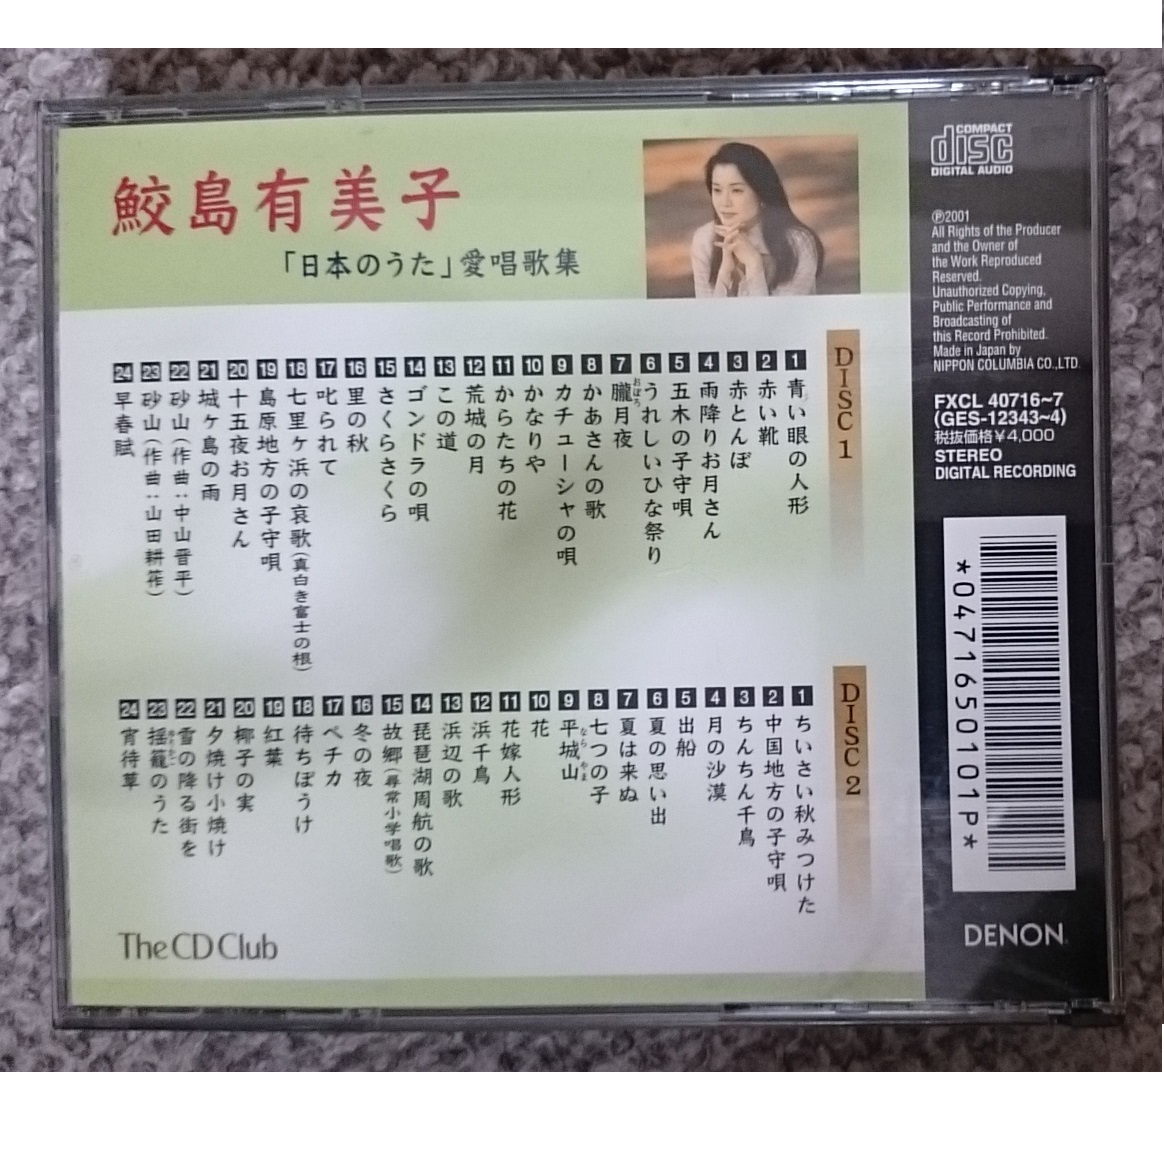 鮫島有美子
「日本のうた」愛唱歌集
DISC 1
1 青い眼の人形
2 赤い靴
3 赤とんぼ
4 雨降りお月さん
5 五木の子守唄
6 うれしいひな祭り
7 朧月夜
おぼろ
8 かあさんの歌
9 カチューシャの唄
10 かなりや
11 からたちの花
12 荒城の月
13 この道
14 ゴンドラの唄
15 さくらさくら
16 里の秋
17 叱られて
18 七里ヶ浜の哀歌(真白き富士の根)
19 島原地方の子守唄
20 十五夜お月さん
21 城ヶ島の雨
22 砂山(作曲:中山晋平)
23 砂山(作曲:山田耕筰)
24 早春賦
DISC 2
1 ちいさい秋みつけた
2 中国地方の子守唄
3 ちんちん千鳥
4 月の沙漠
5 出船
6 夏の思い出
7 夏は来ぬ
8 七つの子
9 平城山
ならやま
10 花
11 花嫁人形
12 浜千鳥
13 浜辺の歌
14 琵琶湖周航の歌
15 故郷(尋常小学唱歌)
16 冬の夜
17 ペチカ
18 待ちぼうけ
19 紅葉
20 椰子の実
21 夕焼け小焼け
22 雪の降る街を
23 揺籠のうた
24 宵待草
The CD Club
COMPACT
disc
DIGITAL AUDIO
Ⓟ2001
All Rights of the Producer
and the Owner of
the Work Reproduced
Reserved.
Unauthorized Copying,
Public Performance and
Broadcasting of
this Record Prohibited.
Made in Japan by
NIPPON COLUMBIA CO.,LTD.
FXCL 40716~7
(GES-12343~4)
税抜価格¥4,000
STEREO
DIGITAL RECORDING
*0471650101P*
DENON